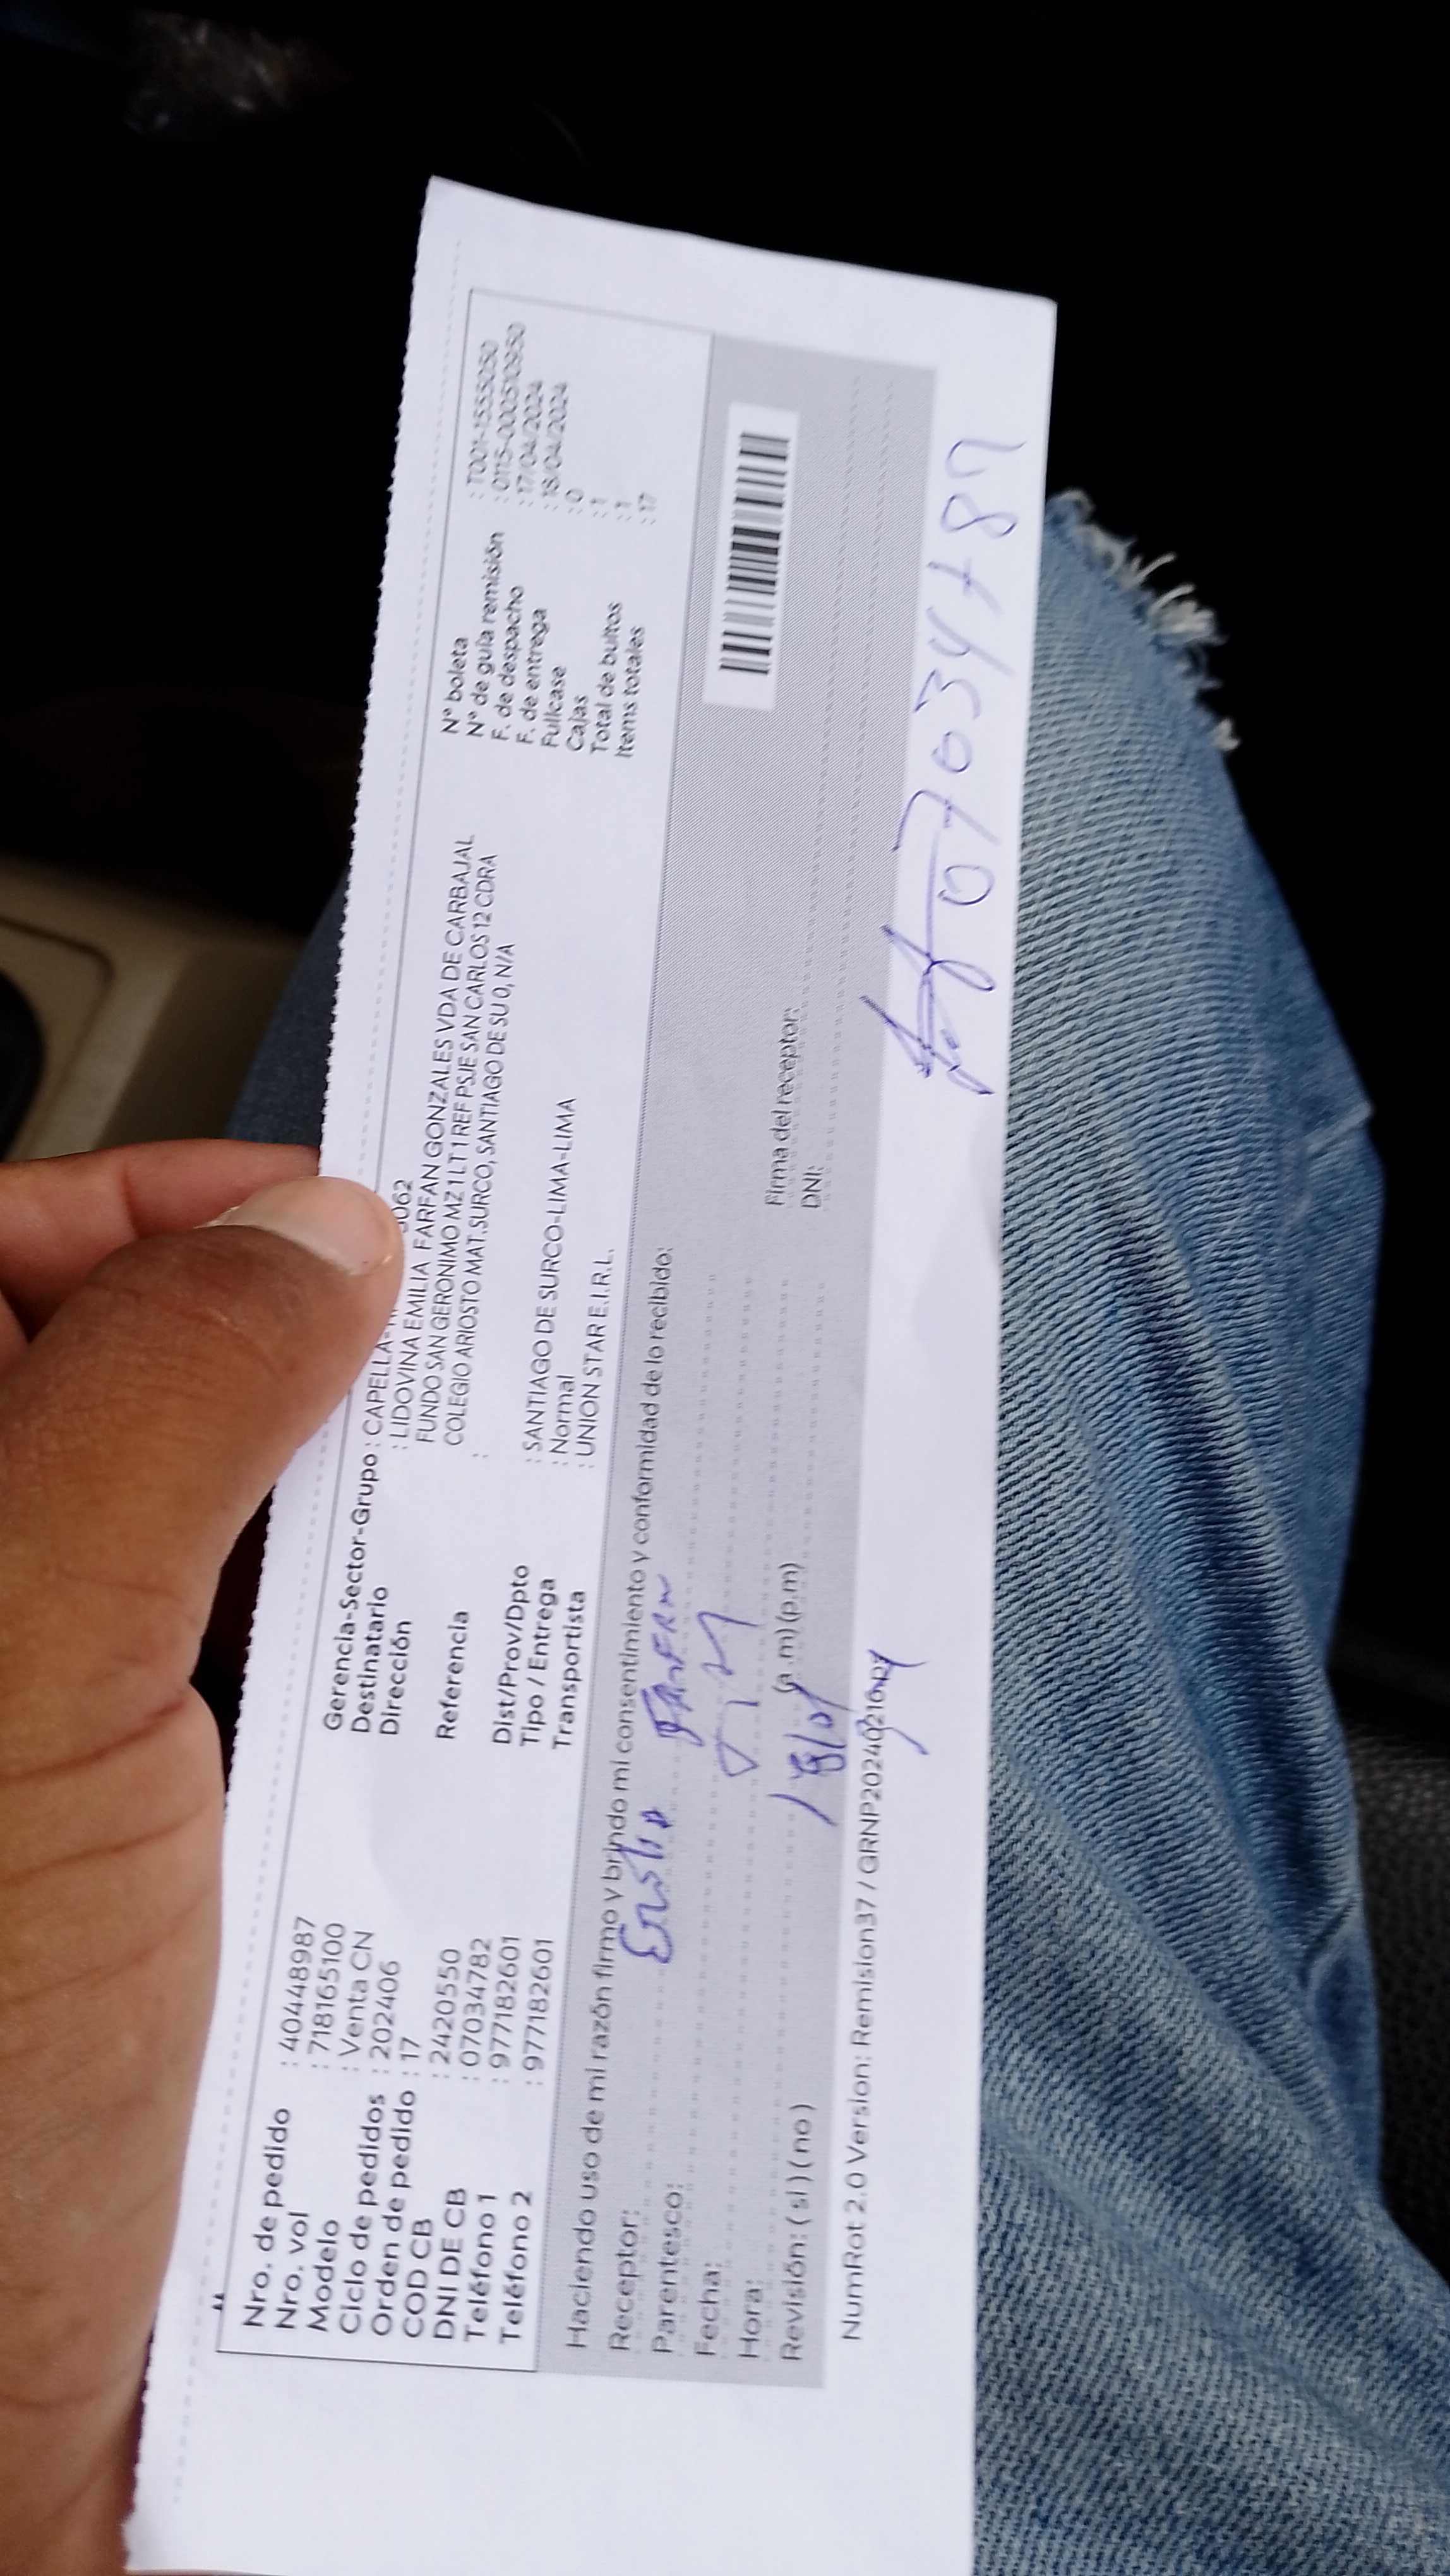 Nro. de pedido : 404448987
Nro. vol : 718165100
Modelo : Venta CN
Ciclo de pedidos : 202406
Orden de pedido : 17
COD CB : 2420550
DNI DE CB : 07034782
Teléfono 1 : 977182601
Teléfono 2 : 977182601
Gerencia-Sector-Grupo : CAPELLA- 062
Destinatario : LIDOVINA EMILIA FARFAN GONZALES VDA DE CARBAJAL
Dirección FUNDO SAN GERONIMO MZ 1 LT 1 REF PSJE SAN CARLOS 12 CDRA
COLEGIO ARIOSTO MAT.SURCO, SANTIAGO DE SU 0, N/A
Referencia :
Dist/Prov/Dpto : SANTIAGO DE SURCO-LIMA-LIMA
Tipo / Entrega : Normal
Transportista : UNION STAR E.I.R.L.
N° boleta : T001-1555050
N° de guía remisión : 0115-000510950
F. de despacho : 17/04/2024
F. de entrega : 18/04/2024
Fullcase : 0
Cajas : 1
Total de bultos : 1
Items totales : 17
Haciendo uso de mi razón firmo y brindo mi consentimiento y conformidad de lo recibido:
Receptor:
Parentesco:
Fecha:
Hora: (a.m) (p.m)
Revisión: ( si ) ( no )
Firma del receptor:
DNI:
NumRot 2.0 Version: Remision37 / GRNP20240216